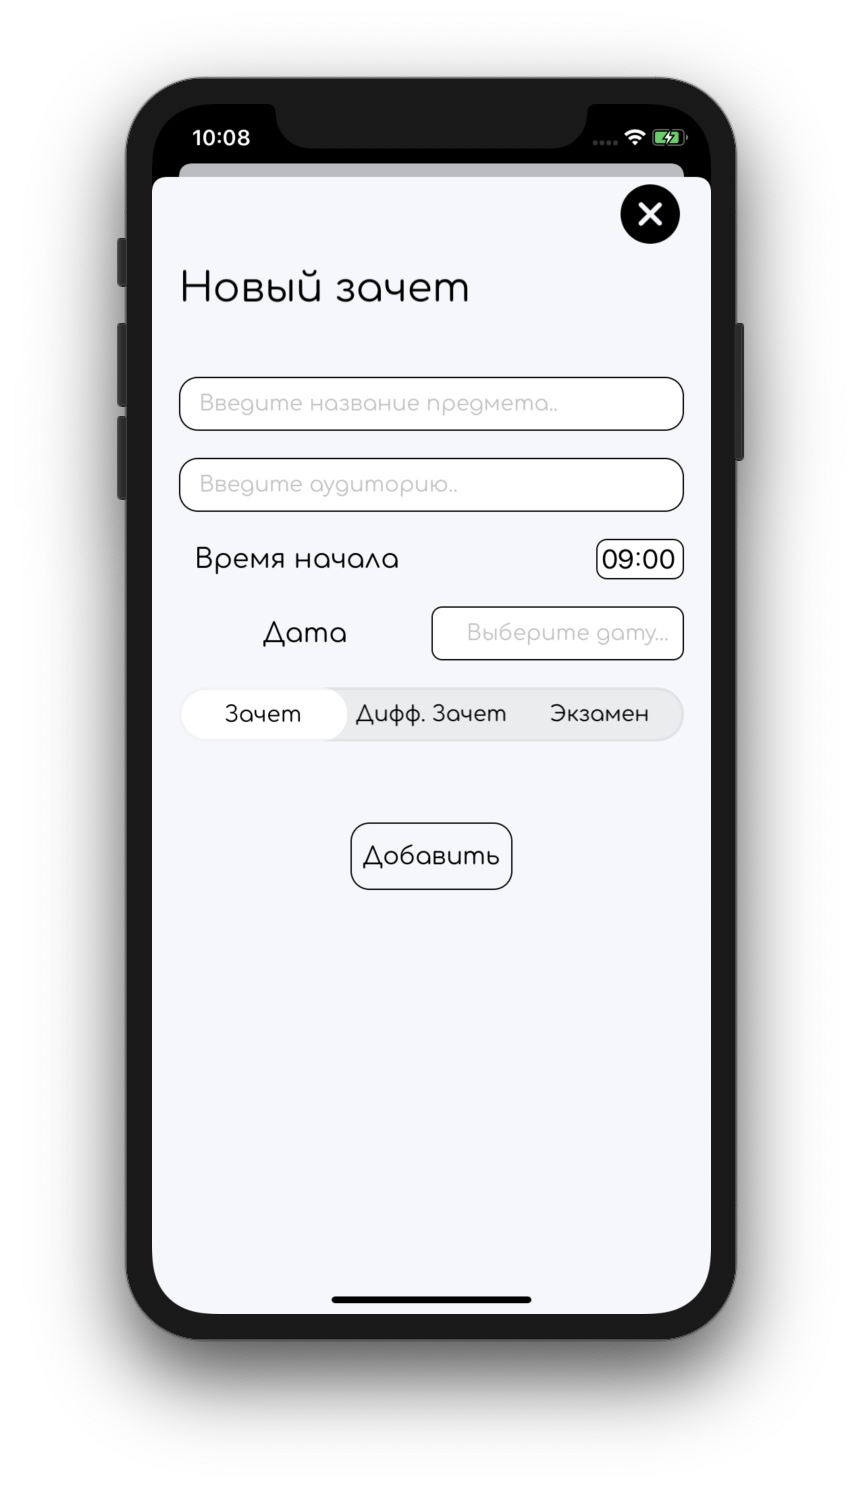 10:08
Новый зачет
Введите название предмета..
Введите аудиторию..
Время начала 09:00
Дата Выберите дату...
Зачет Дифф. Зачет Экзамен
Добавить